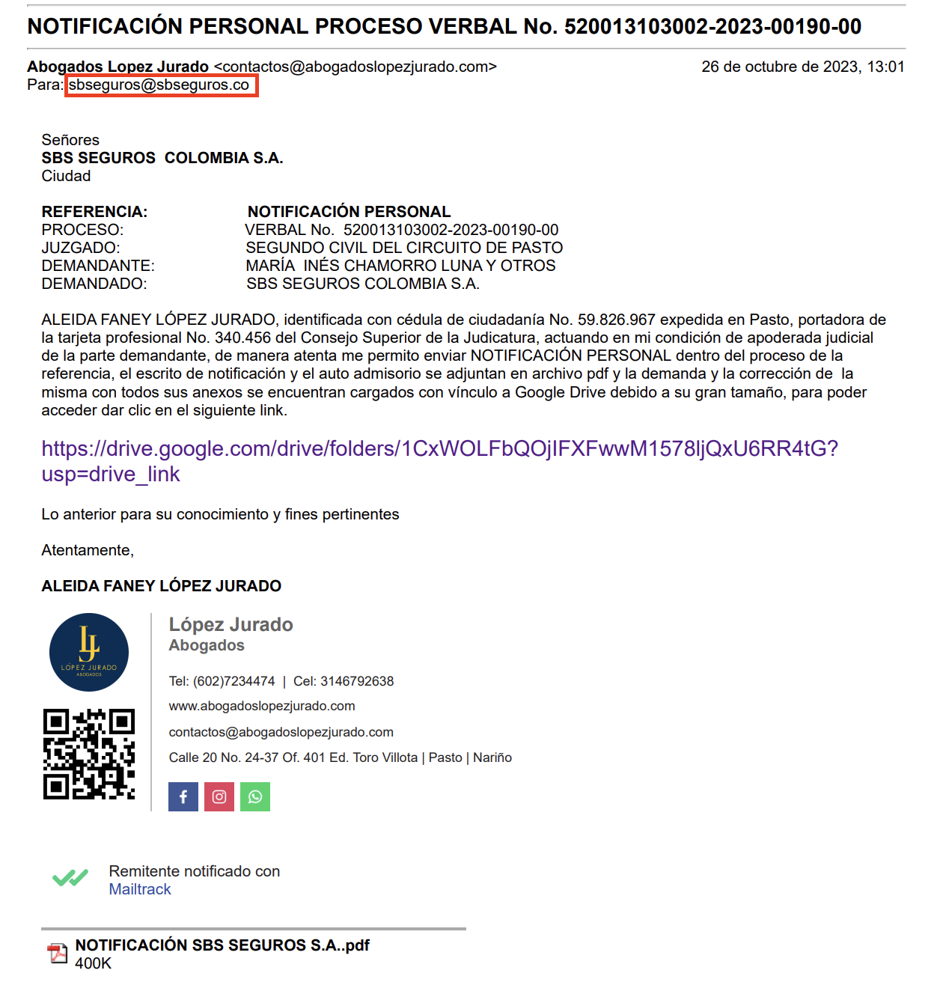 NOTIFICACIÓN PERSONAL PROCESO VERBAL No. 520013103002-2023-00190-00
Abogados Lopez Jurado <contactos@abogadoslopezjurado.com> 26 de octubre de 2023, 13:01
Para: sbseguros@sbseguros.co
Señores
SBS SEGUROS COLOMBIA S.A.
Ciudad
REFERENCIA: NOTIFICACIÓN PERSONAL
PROCESO: VERBAL No. 520013103002-2023-00190-00
JUZGADO: SEGUNDO CIVIL DEL CIRCUITO DE PASTO
DEMANDANTE: MARÍA INÉS CHAMORRO LUNA Y OTROS
DEMANDADO: SBS SEGUROS COLOMBIA S.A.
ALEIDA FANEY LÓPEZ JURADO, identificada con cédula de ciudadanía No. 59.826.967 expedida en Pasto, portadora de
la tarjeta profesional No. 340.456 del Consejo Superior de la Judicatura, actuando en mi condición de apoderada judicial
de la parte demandante, de manera atenta me permito enviar NOTIFICACIÓN PERSONAL dentro del proceso de la
referencia, el escrito de notificación y el auto admisorio se adjuntan en archivo pdf y la demanda y la corrección de la
misma con todos sus anexos se encuentran cargados con vínculo a Google Drive debido a su gran tamaño, para poder
acceder dar clic en el siguiente link.
https://drive.google.com/drive/folders/1CxWOLFbQOjIFXFwwM1578ljQxU6RR4tG?
usp=drive_link
Lo anterior para su conocimiento y fines pertinentes
Atentamente,
ALEIDA FANEY LÓPEZ JURADO
LJ
LÓPEZ JURADO
ABOGADOS
López Jurado
Abogados
Tel: (602)7234474 | Cel: 3146792638
www.abogadoslopezjurado.com
contactos@abogadoslopezjurado.com
Calle 20 No. 24-37 Of. 401 Ed. Toro Villota | Pasto | Nariño
Remitente notificado con
Mailtrack
NOTIFICACIÓN SBS SEGUROS S.A..pdf
400K